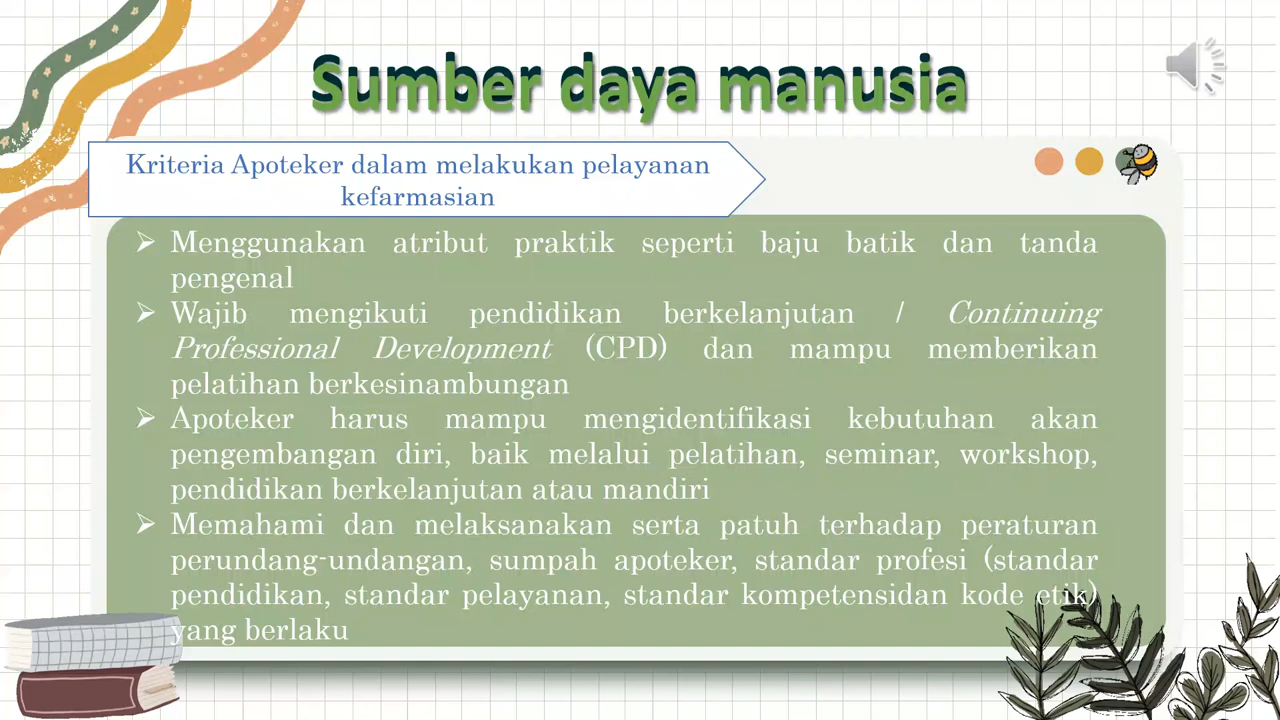 Sumber daya manusia
Kriteria Apoteker dalam melakukan pelayanan
kefarmasian
Menggunakan atribut praktik seperti baju batik dan tanda
pengenal
Wajib mengikuti pendidikan berkelanjutan / Continuing
Professional Development (CPD) dan mampu memberikan
pelatihan berkesinambungan
Apoteker harus mampu mengidentifikasi kebutuhan akan
pengembangan diri, baik melalui pelatihan, seminar, workshop,
pendidikan berkelanjutan atau mandiri
Memahami dan melaksanakan serta patuh terhadap peraturan
perundang-undangan, sumpah apoteker, standar profesi (standar
pendidikan, standar pelayanan, standar kompetensidan kode etik)
yang berlaku